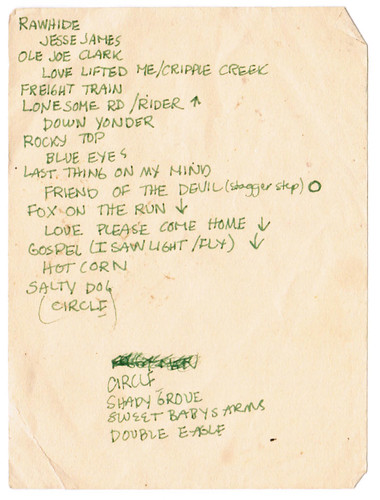 RAWHIDE
JESSE JAMES
OLE JOE CLARK
LOVE LIFTED ME/CRIPPLE CREEK
FREIGHT TRAIN
LONESOME RD/RIDER ↑
DOWN YONDER
ROCKY TOP
BLUE EYES
LAST THING ON MY MIND
FRIEND OF THE DEVIL (stagger step) O
FOX ON THE RUN ↓
LOVE PLEASE COME HOME ↓
GOSPEL (I SAW LIGHT/FLY) ↓
HOT CORN
SALTY DOG
(CIRCLE)
CIRCLE
SHADY GROVE
SWEET BABYS ARMS
DOUBLE EAGLE